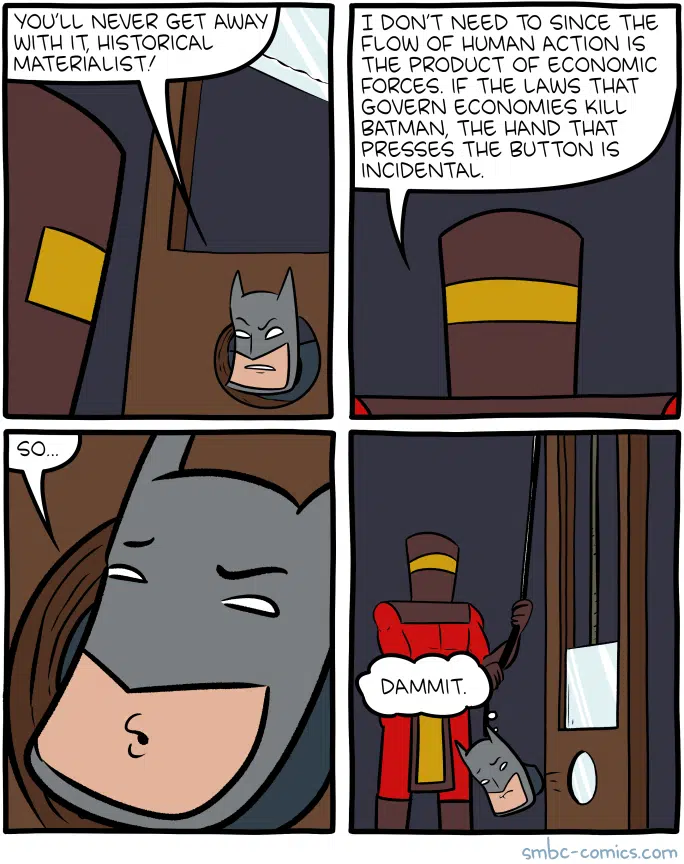 YOU'LL NEVER GET AWAY
WITH IT, HISTORICAL
MATERIALIST!
I DON'T NEED TO SINCE THE
FLOW OF HUMAN ACTION IS
THE PRODUCT OF ECONOMIC
FORCES. IF THE LAWS THAT
GOVERN ECONOMIES KILL
BATMAN, THE HAND THAT
PRESSES THE BUTTON IS
INCIDENTAL.
SO...
DAMMIT.
smbc-comics.com